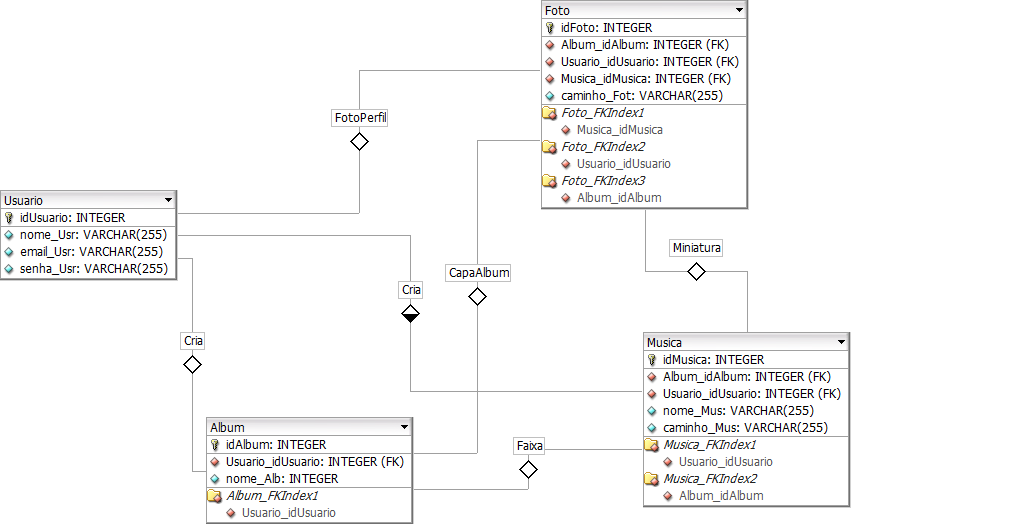 Foto
idFoto: INTEGER
Album_idAlbum: INTEGER (FK)
Usuario_idUsuario: INTEGER (FK)
Musica_idMusica: INTEGER (FK)
caminho_Fot: VARCHAR(255)
Foto_FKIndex1
Musica_idMusica
Foto_FKIndex2
Usuario_idUsuario
Foto_FKIndex3
Album_idAlbum
FotoPerfil
Usuario
idUsuario: INTEGER
nome_Usr: VARCHAR(255)
email_Usr: VARCHAR(255)
senha_Usr: VARCHAR(255)
Miniatura
CapaAlbum
Cria
Cria
Musica
idMusica: INTEGER
Album_idAlbum: INTEGER (FK)
Usuario_idUsuario: INTEGER (FK)
nome_Mus: VARCHAR(255)
caminho_Mus: VARCHAR(255)
Musica_FKIndex1
Usuario_idUsuario
Musica_FKIndex2
Album_idAlbum
Album
idAlbum: INTEGER
Usuario_idUsuario: INTEGER (FK)
nome_Alb: INTEGER
Album_FKIndex1
Usuario_idUsuario
Faixa